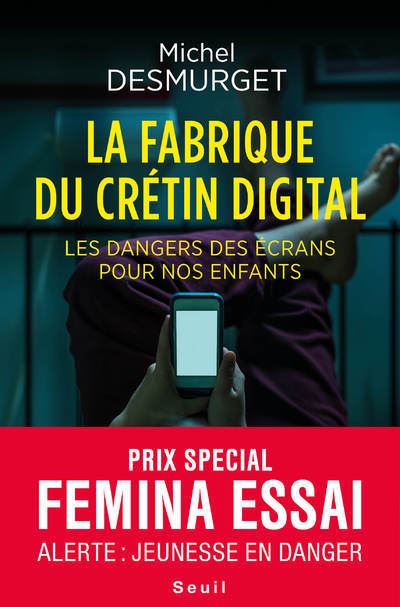 Michel
DESMURGET
LA FABRIQUE
DU CRÉTIN DIGITAL
LES DANGERS DES ÉCRANS
POUR NOS ENFANTS
PRIX SPECIAL
FEMINA ESSAI
ALERTE : JEUNESSE EN DANGER
Seuil